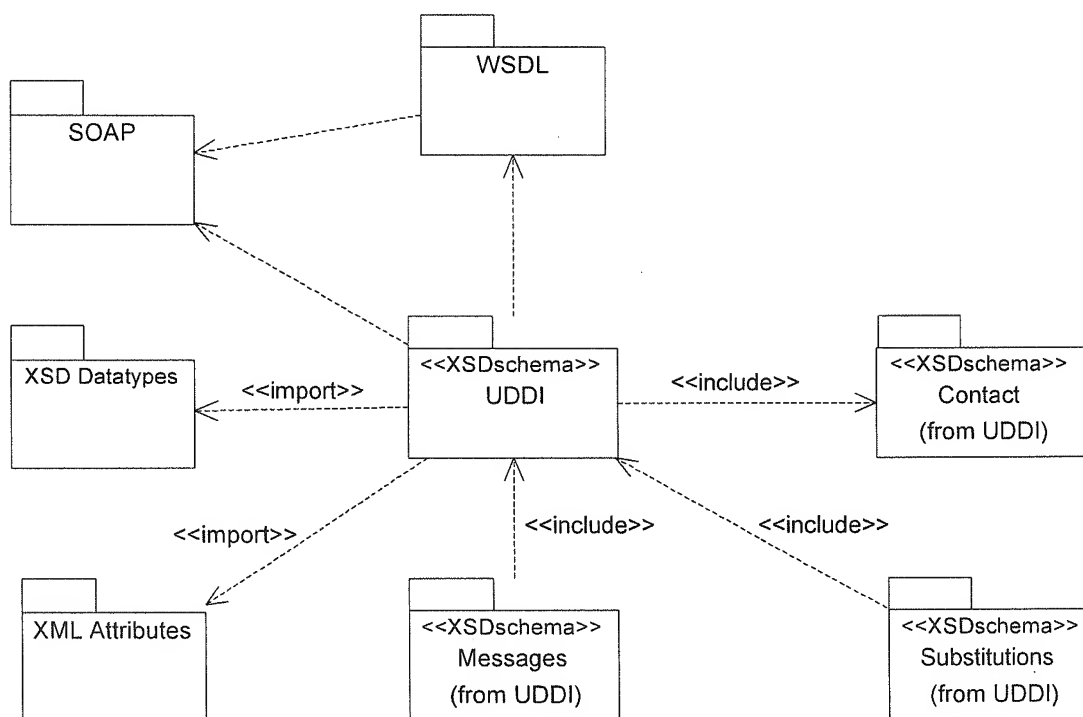 WSDL
SOAP
XSD Datatypes
<<import>>
<<XSDschema>>
UDDI
<<include>>
<<XSDschema>>
Contact
(from UDDI)
<<import>>
<<include>>
<<include>>
XML Attributes
<<XSDschema>>
Messages
(from UDDI)
<<XSDschema>>
Substitutions
(from UDDI)